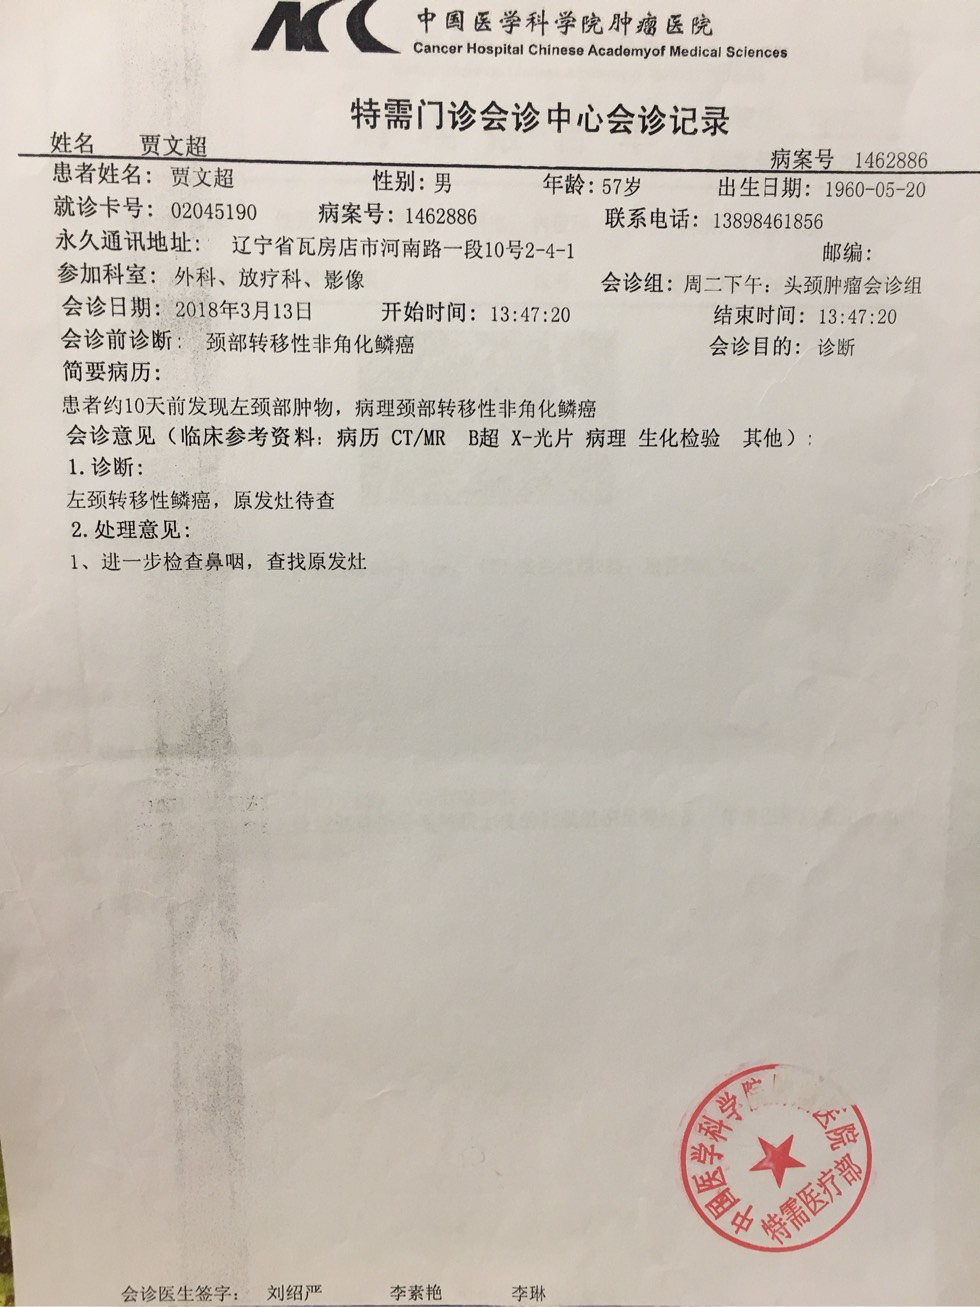 中国医学科学院肿瘤医院
Cancer Hospital Chinese Academyof Medical Sciences
特需门诊会诊中心会诊记录
姓名 贾文超 病案号 1462886
患者姓名: 贾文超 性别: 男 年龄: 57岁 出生日期: 1960-05-20
就诊卡号: 02045190 病案号: 1462886 联系电话: 13898461856
永久通讯地址: 辽宁省瓦房店市河南路一段10号2-4-1 邮编:
参加科室: 外科、放疗科、影像 会诊组: 周二下午: 头颈肿瘤会诊组
会诊日期: 2018年3月13日 开始时间: 13:47:20 结束时间: 13:47:20
会诊前诊断: 颈部转移性非角化鳞癌 会诊目的: 诊断
简要病历:
患者约10天前发现左颈部肿物，病理颈部转移性非角化鳞癌
会诊意见（临床参考资料: 病历 CT/MR B超 X-光片 病理 生化检验 其他）:
1.诊断:
左颈转移性鳞癌，原发灶待查
2.处理意见:
1、进一步检查鼻咽，查找原发灶
中国医学科学院 医院
特需医疗部
会诊医生签字: 刘绍严 李素艳 李琳